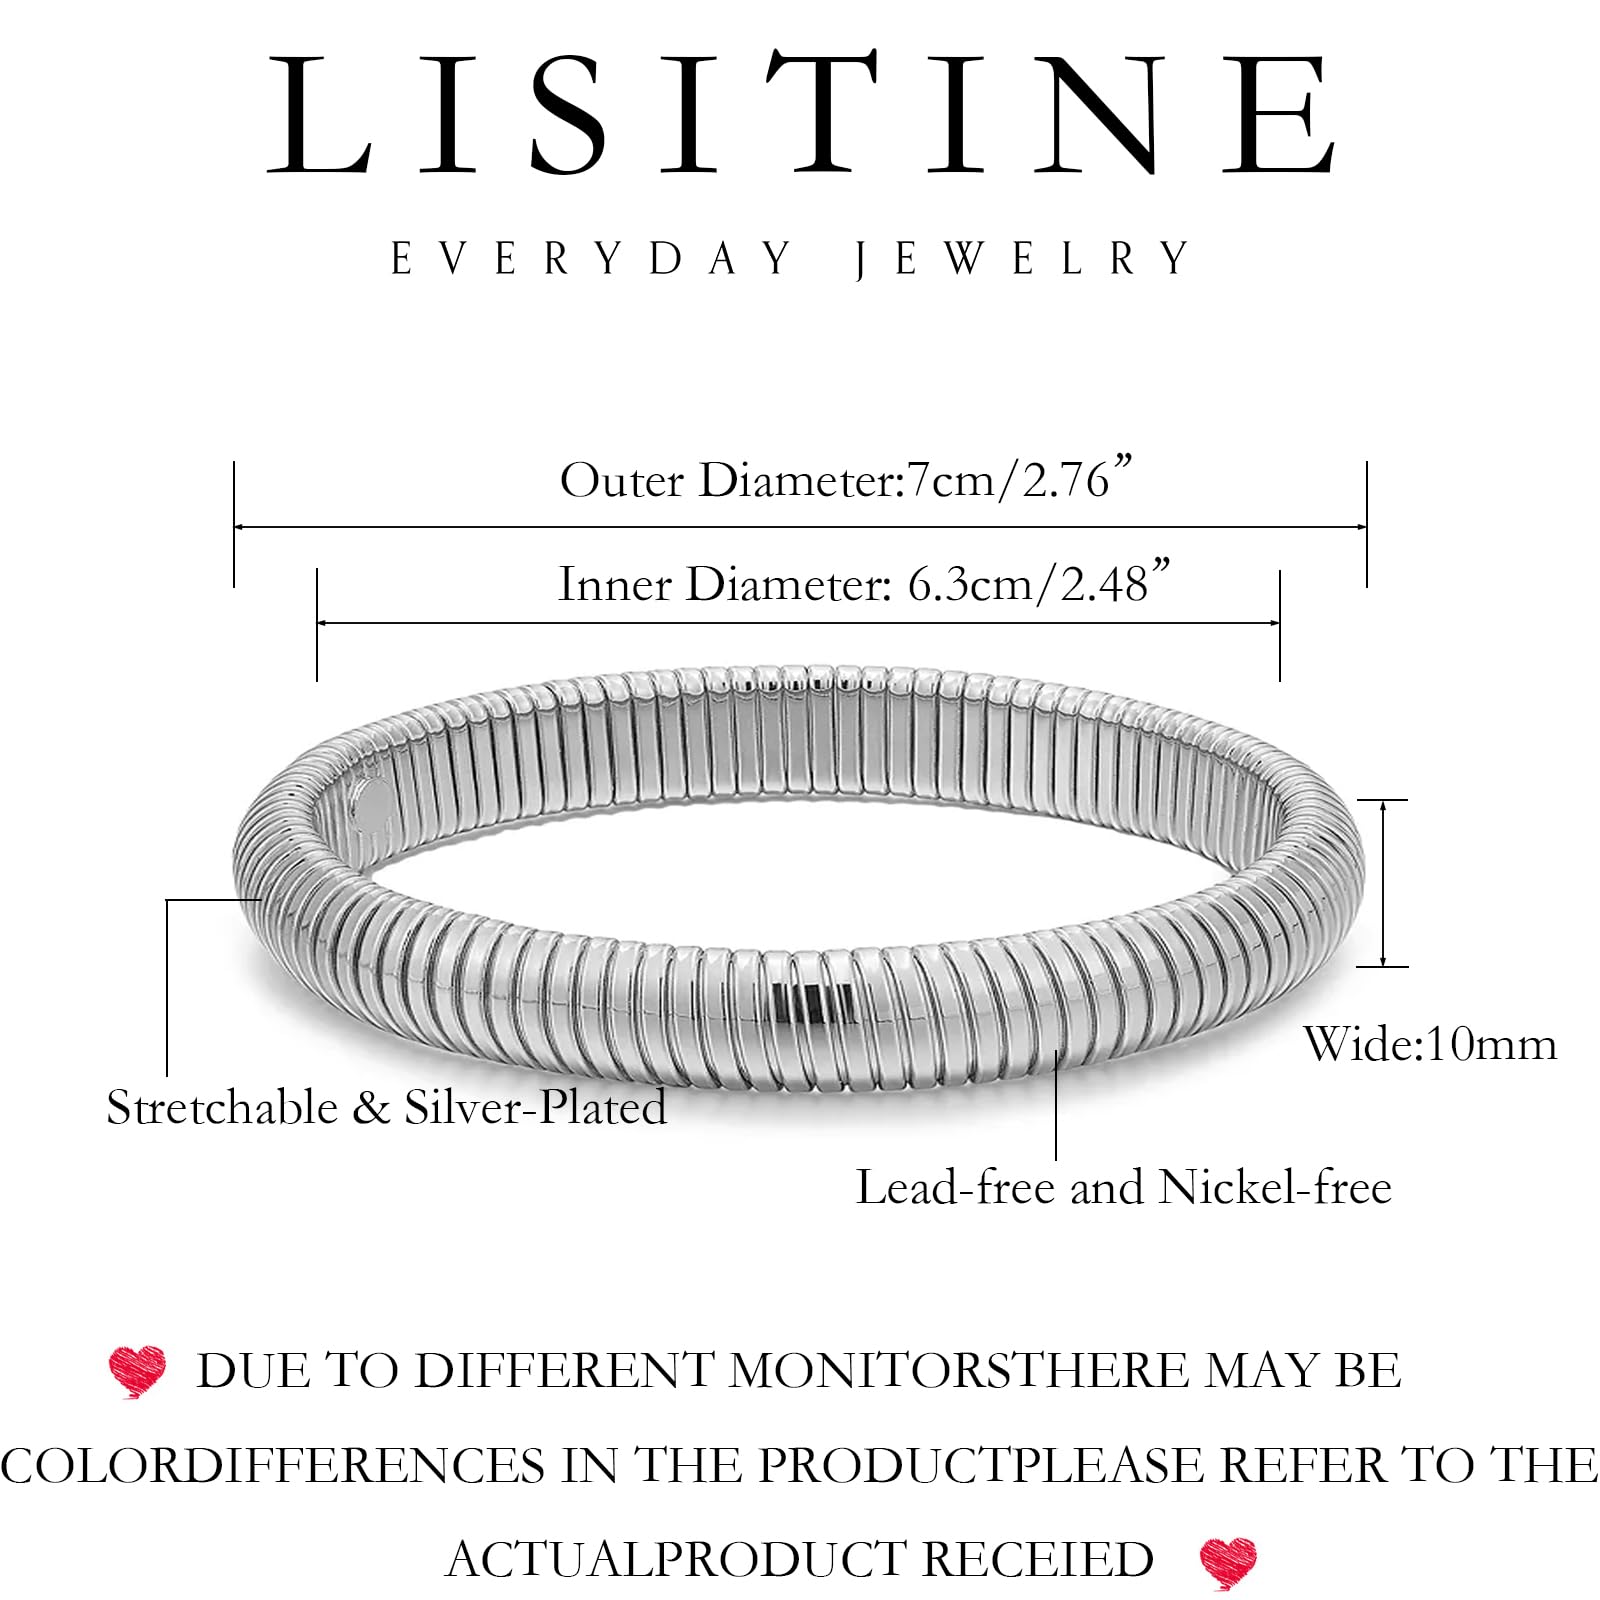 LISITINE
EVERYDAY JEWELRY
Outer Diameter:7cm/2.76”
Inner Diameter: 6.3cm/2.48”
Wide:10mm
Stretchable & Silver-Plated
Lead-free and Nickel-free
DUE TO DIFFERENT MONITORSTHERE MAY BE
COLORDIFFERENCES IN THE PRODUCTPLEASE REFER TO THE
ACTUALPRODUCT RECEIED